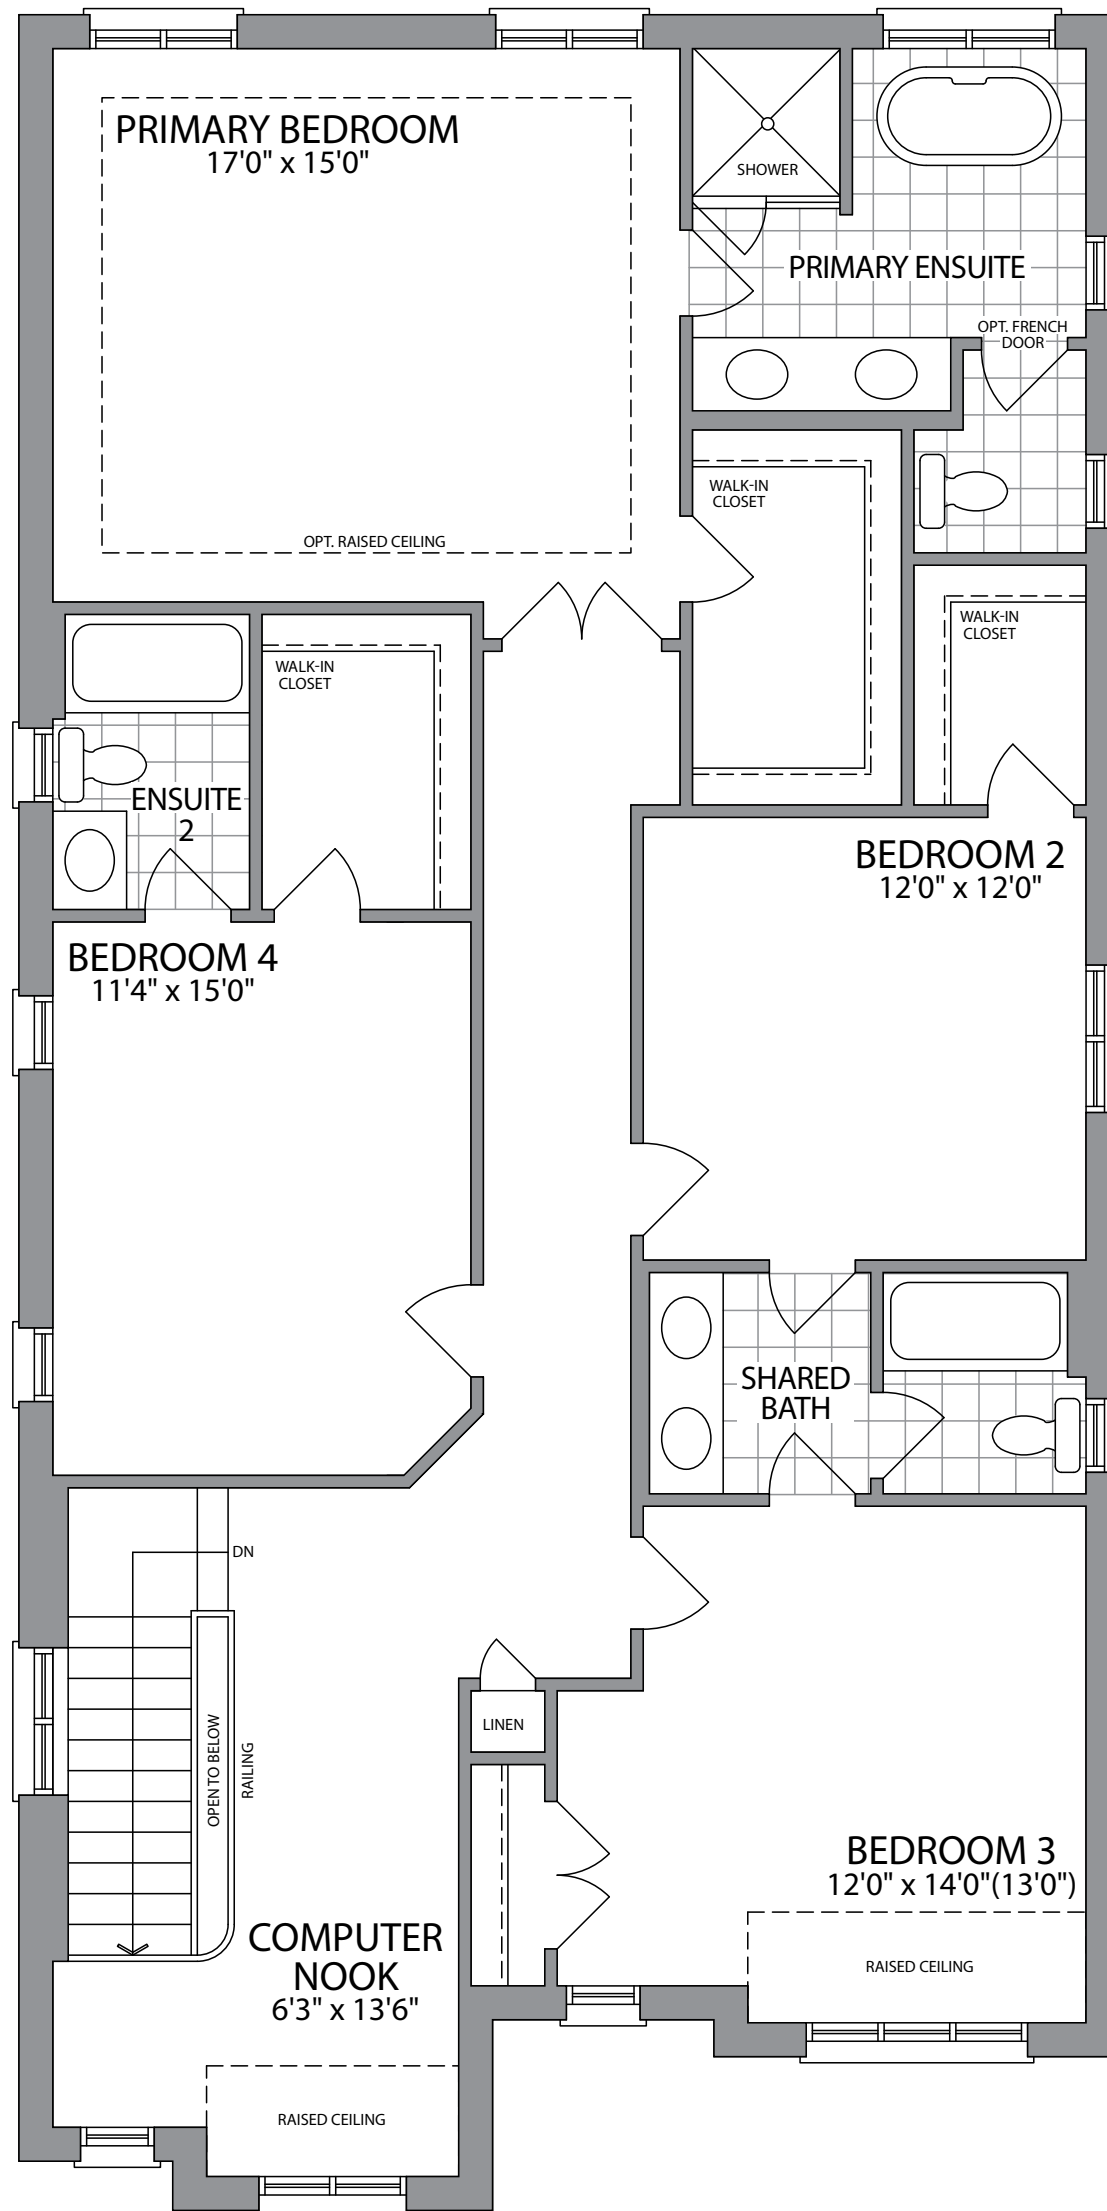 PRIMARY BEDROOM
17'0" x 15'0"
SHOWER
PRIMARY ENSUITE
OPT. FRENCH
DOOR
WALK-IN
CLOSET
OPT. RAISED CEILING
WALK-IN
CLOSET
WALK-IN
CLOSET
ENSUITE
2
BEDROOM 2
12'0" x 12'0"
BEDROOM 4
11'4" x 15'0"
SHARED
BATH
DN
LINEN
OPEN TO BELOW
RAILING
BEDROOM 3
12'0" x 14'0"(13'0")
COMPUTER
NOOK
6'3" x 13'6"
RAISED CEILING
RAISED CEILING